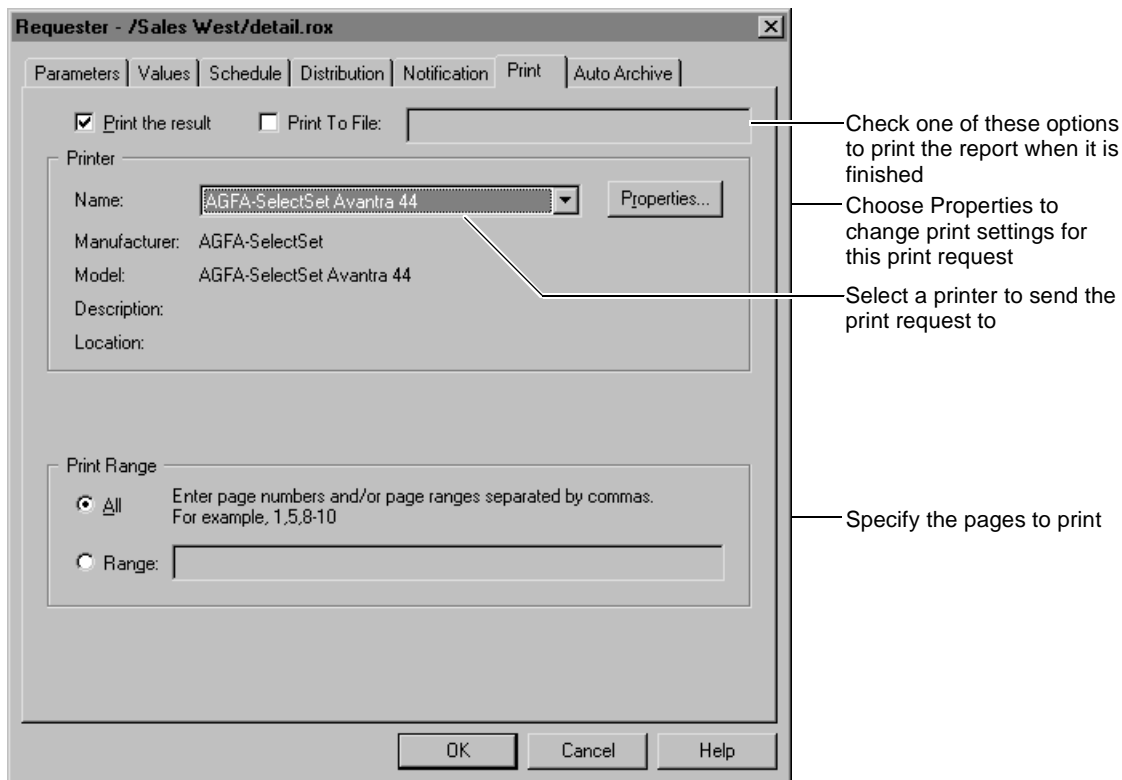 Requester - /Sales West/detail.rox
Parameters Values Schedule Distribution Notification Print Auto Archive
Print the result Print To File:
Check one of these options
to print the report when it is
finished
Printer
Name: AGFA-SelectSet Avantra 44 Properties...
Choose Properties to
change print settings for
this print request
Manufacturer: AGFA-SelectSet
Model: AGFA-SelectSet Avantra 44
Description:
Location:
Select a printer to send the
print request to
Print Range
All Enter page numbers and/or page ranges separated by commas.
For example, 1,5,8-10
Range:
Specify the pages to print
OK Cancel Help